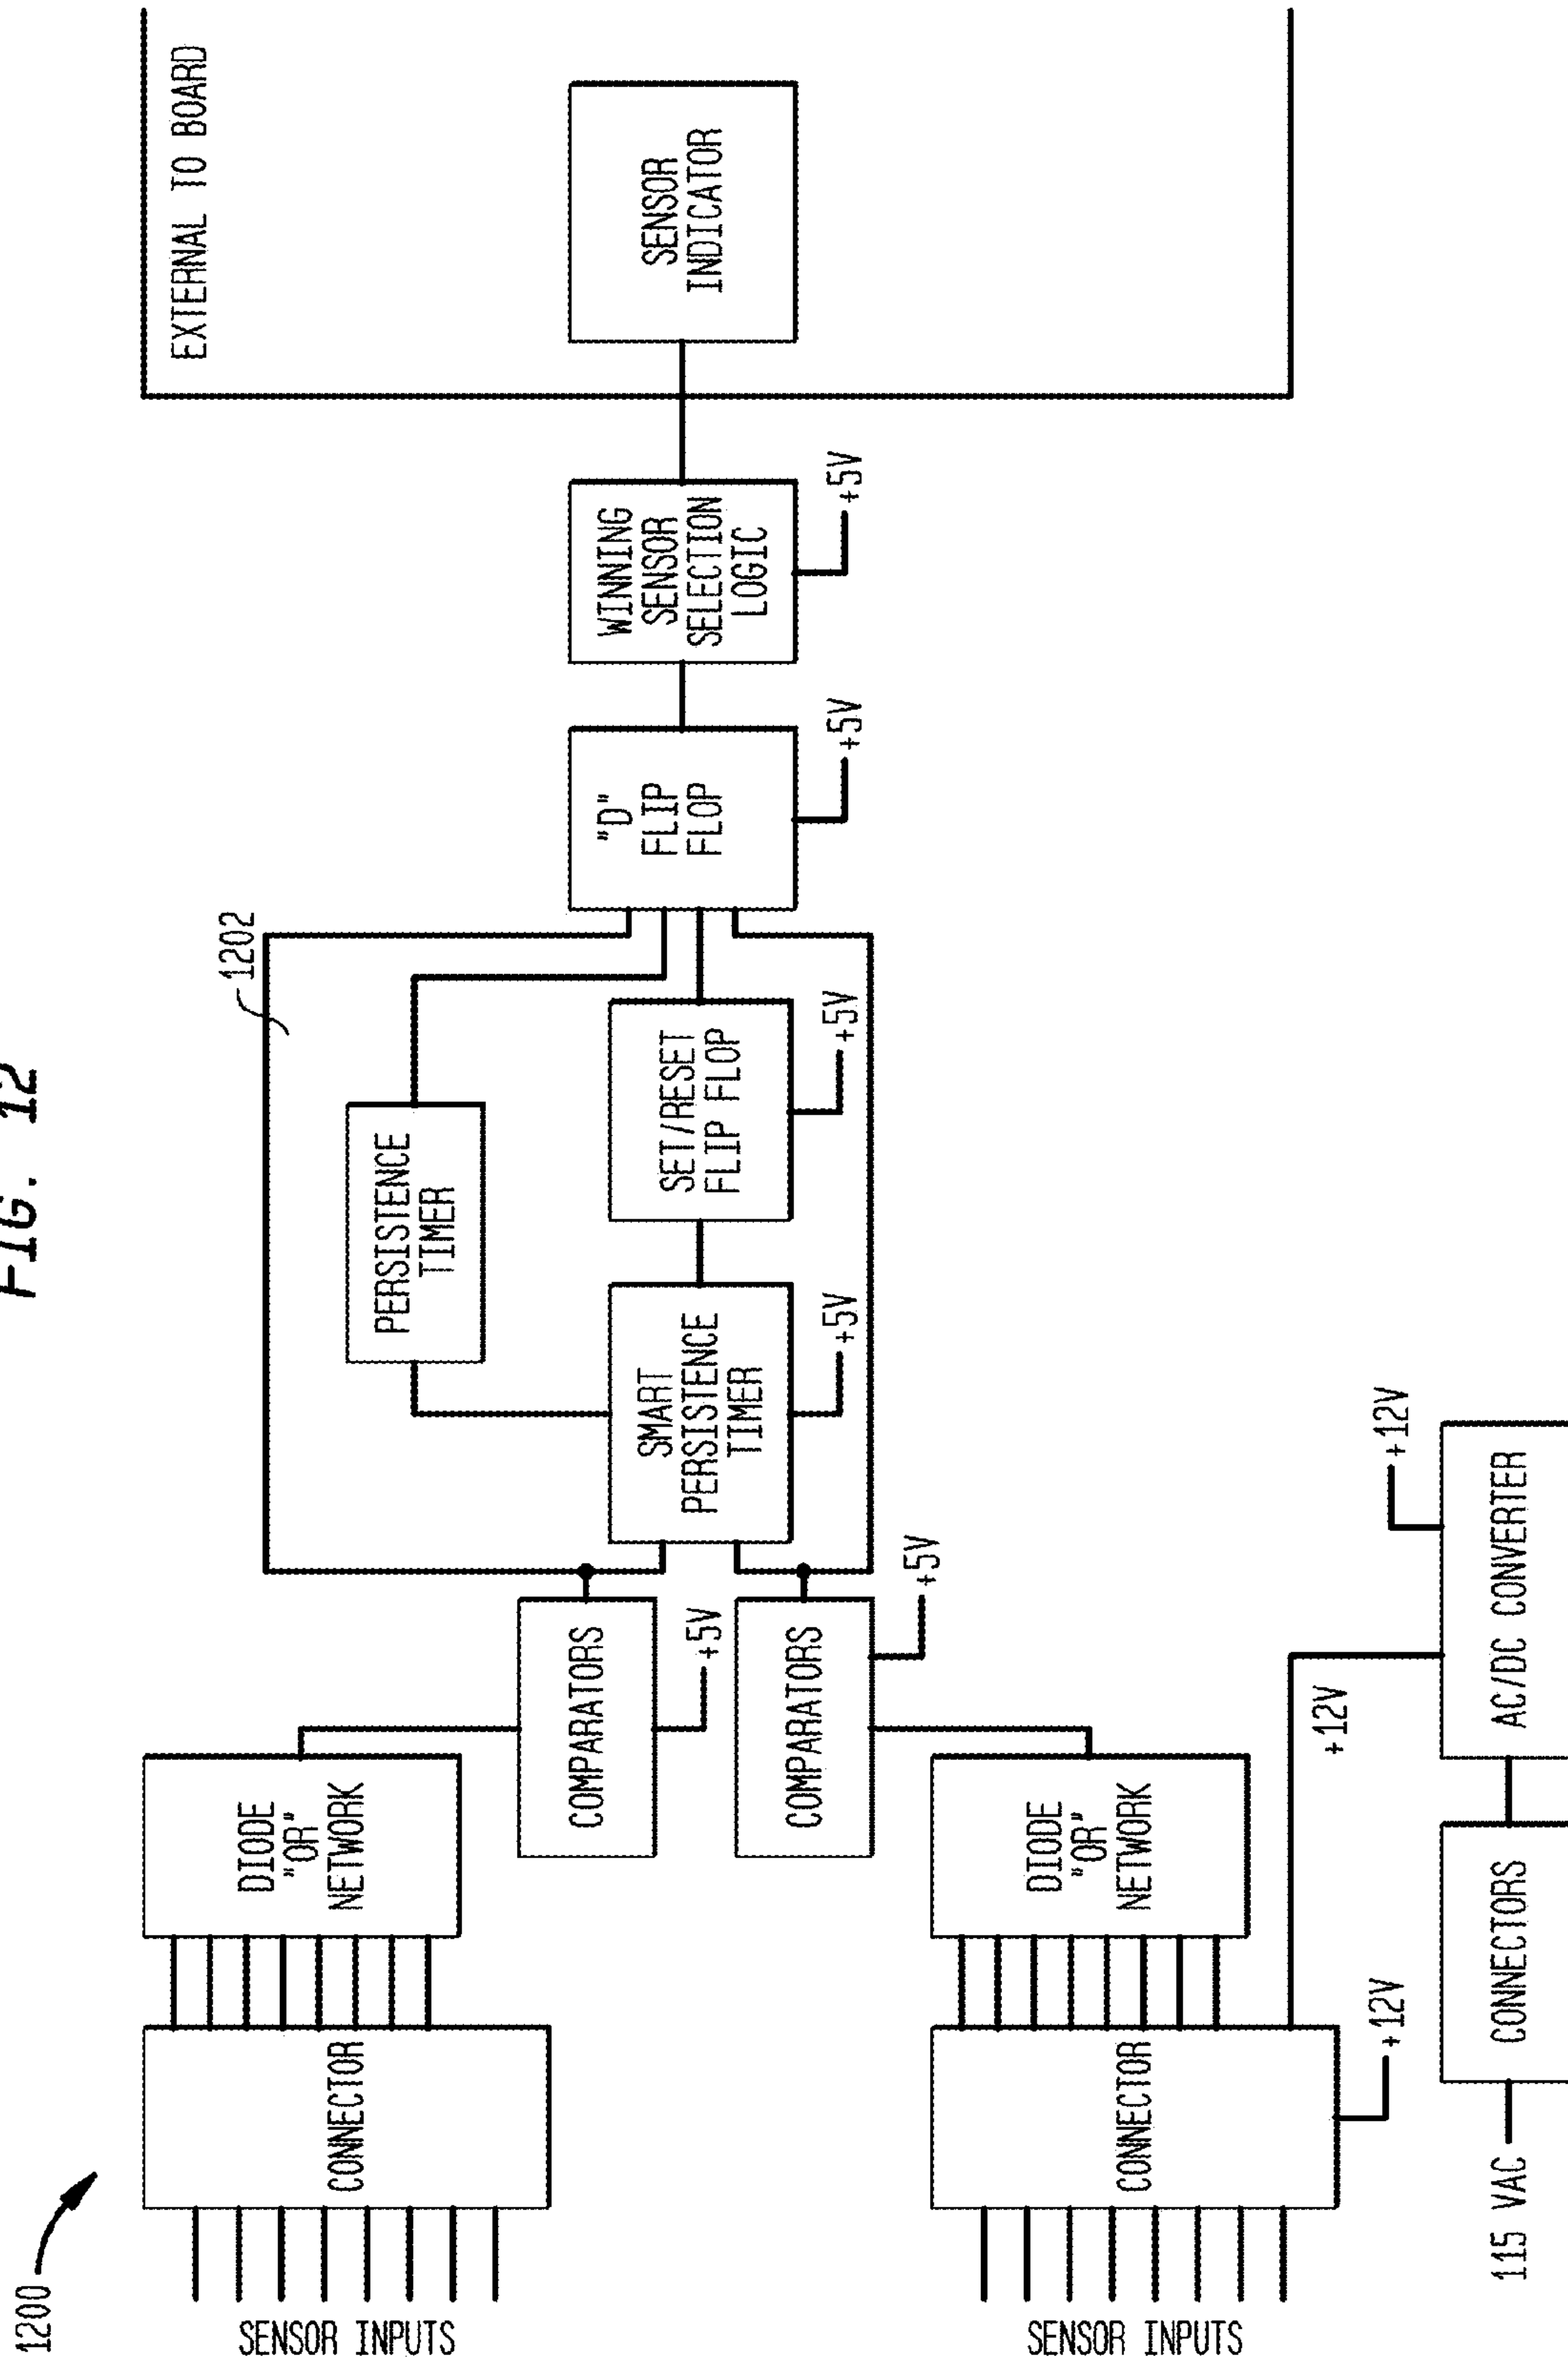 FIG. 12
1200
SENSOR INPUTS
CONNECTOR
DIODE
"OR"
NETWORK
COMPARATORS
+5V
1202
SMART
PERSISTENCE
TIMER
+5V
PERSISTENCE
TIMER
SET/RESET
FLIP FLOP
+5V
"D"
FLIP
FLOP
+5V
WINNING
SENSOR
SELECTION
LOGIC
+5V
EXTERNAL TO BOARD
SENSOR
INDICATOR
SENSOR INPUTS
CONNECTOR
+12V
DIODE
"OR"
NETWORK
COMPARATORS
+5V
+12V
115 VAC
CONNECTORS
AC/DC CONVERTER
+12V